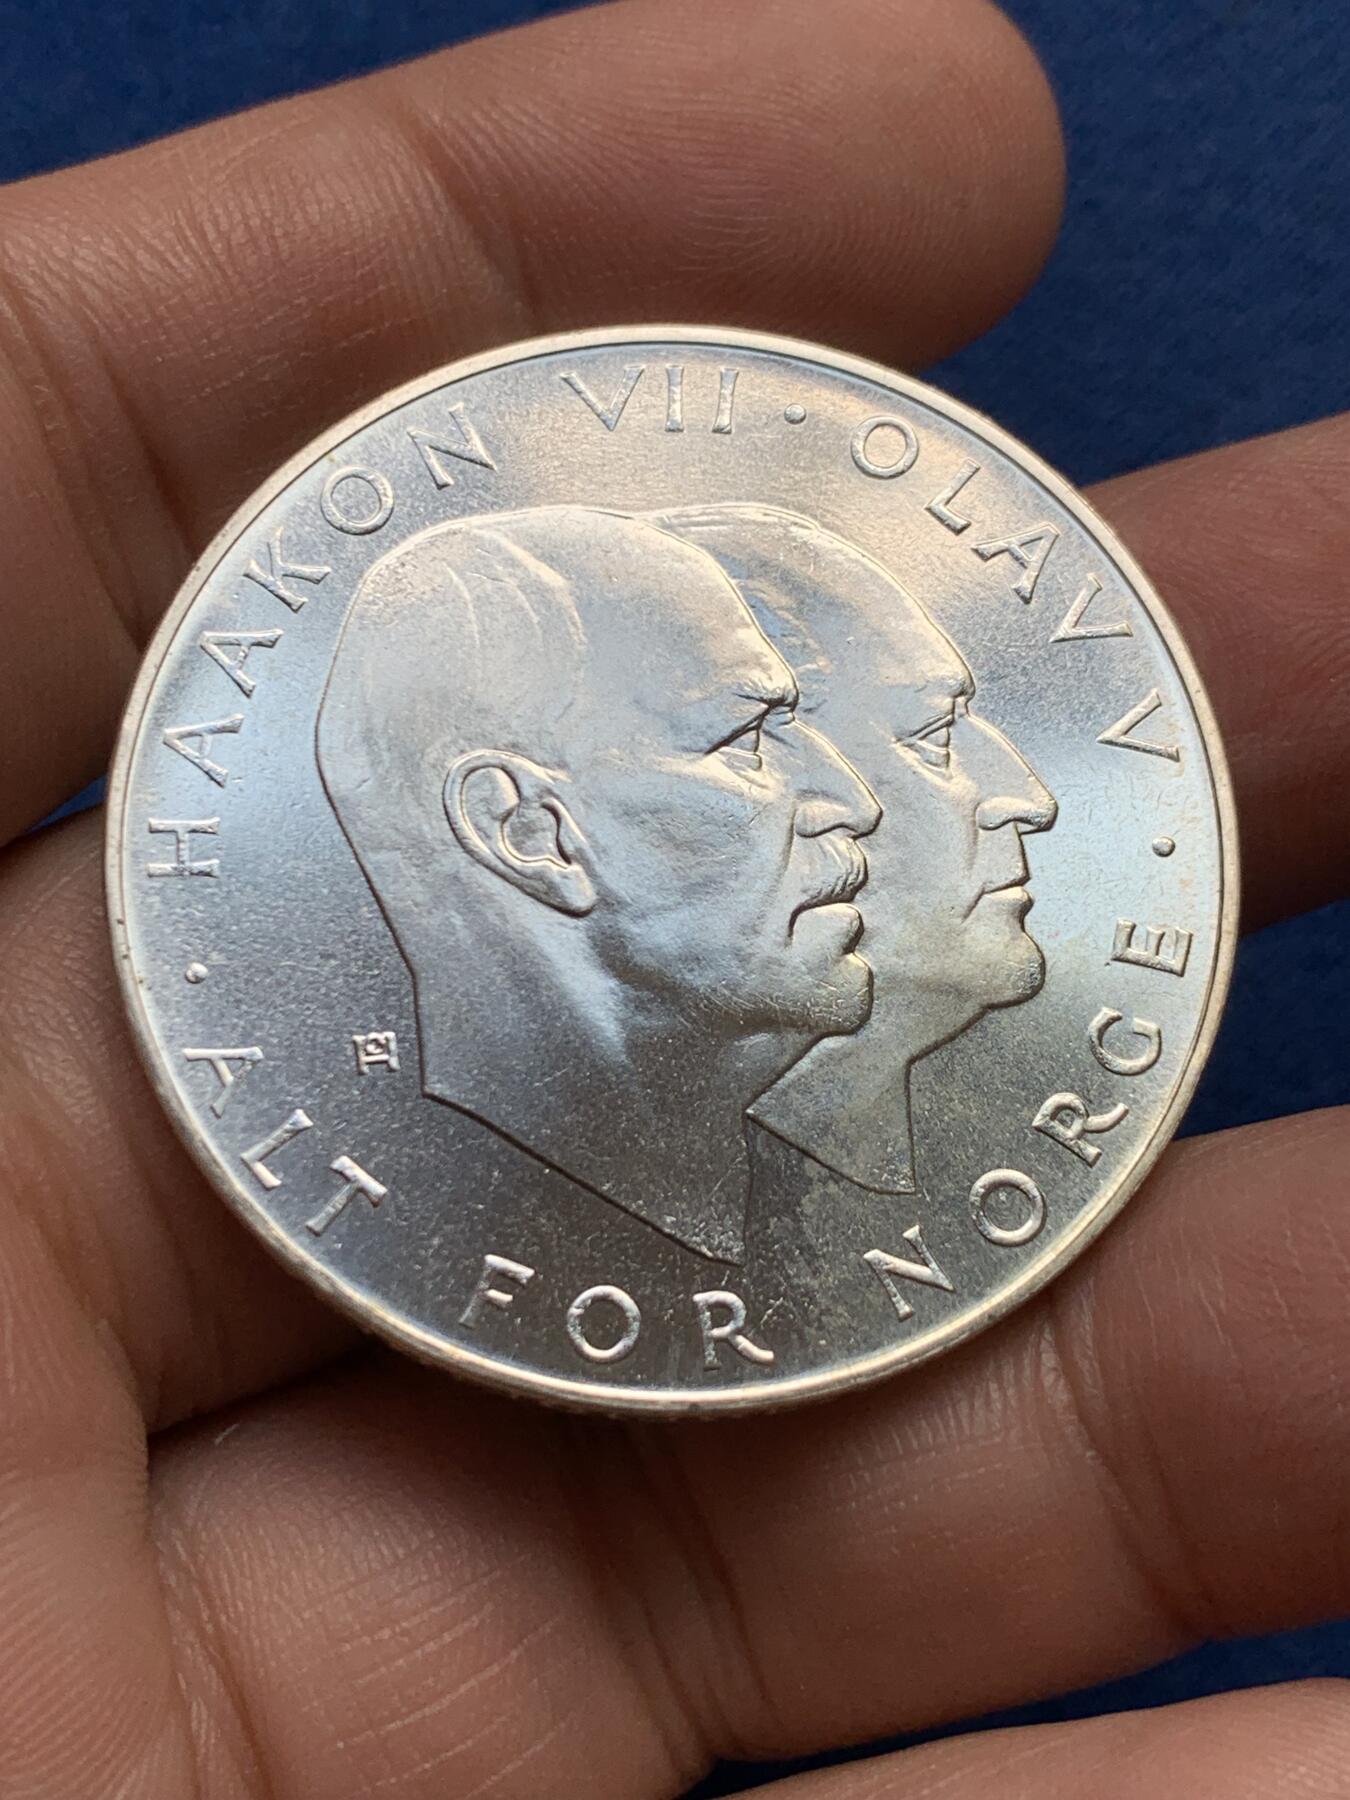 · HAAKON VII · OLAV V ·
ALT FOR NORGE